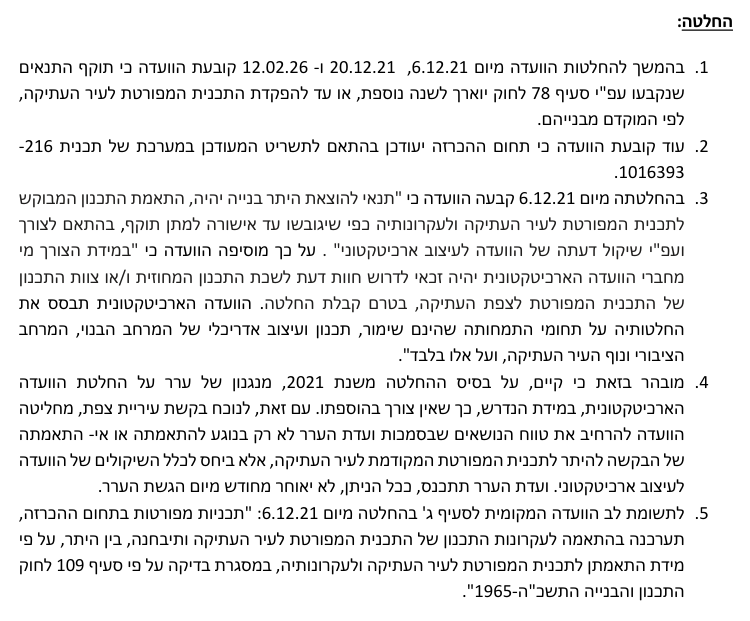 החלטה:
1. בהמשך להחלטות הוועדה מיום 6.12.21, 20.12.21 ו- 12.02.26 קובעת הוועדה כי תוקף התנאים
שנקבעו עפ"י סעיף 78 לחוק יוארך לשנה נוספת, או עד להפקדת התכנית המפורטת לעיר העתיקה,
לפי המוקדם מבנייהם.
2. עוד קובעת הוועדה כי תחום ההכרזה יעודכן בהתאם לתשריט המעודכן במערכת של תכנית 216-
1016393.
3. בהחלטתה מיום 6.12.21 קבעה הוועדה כי "תנאי להוצאת היתר בנייה יהיה, התאמת התכנון המבוקש
לתכנית המפורטת לעיר העתיקה ולעקרונותיה כפי שיגובשו עד אישורה למתן תוקף, בהתאם לצורך
ועפ"י שיקול דעתה של הוועדה לעיצוב ארכיטקטוני" . על כך מוסיפה הוועדה כי "במידת הצורך מי
מחברי הוועדה הארכיטקטונית יהיה זכאי לדרוש חוות דעת לשכת התכנון המחוזית ו/או צוות התכנון
של התכנית המפורטת לצפת העתיקה, בטרם קבלת החלטה. הוועדה הארכיטקטונית תבסס את
החלטותיה על תחומי התמחותה שהינם שימור, תכנון ועיצוב אדריכלי של המרחב הבנוי, המרחב
הציבורי ונוף העיר העתיקה, ועל אלו בלבד".
4. מובהר בזאת כי קיים, על בסיס ההחלטה משנת 2021, מנגנון של ערר על החלטת הוועדה
הארכיטקטונית, במידת הנדרש, כך שאין צורך בהוספתו. עם זאת, לנוכח בקשת עיריית צפת, מחליטה
הוועדה להרחיב את טווח הנושאים שבסמכות ועדת הערר לא רק בנוגע להתאמתה או אי- התאמתה
של הבקשה להיתר לתכנית המפורטת המקודמת לעיר העתיקה, אלא ביחס לכלל השיקולים של הוועדה
לעיצוב ארכיטקטוני. ועדת הערר תתכנס, ככל הניתן, לא יאוחר מחודש מיום הגשת הערר.
5. לתשומת לב הוועדה המקומית לסעיף ג' בהחלטה מיום 6.12.21: "תכניות מפורטות בתחום ההכרזה,
תערכנה בהתאמה לעקרונות התכנון של התכנית המפורטת לעיר העתיקה ותיבחנה, בין היתר, על פי
מידת התאמתן לתכנית המפורטת לעיר העתיקה ולעקרונותיה, במסגרת בדיקה על פי סעיף 109 לחוק
התכנון והבנייה התשכ"ה-1965".